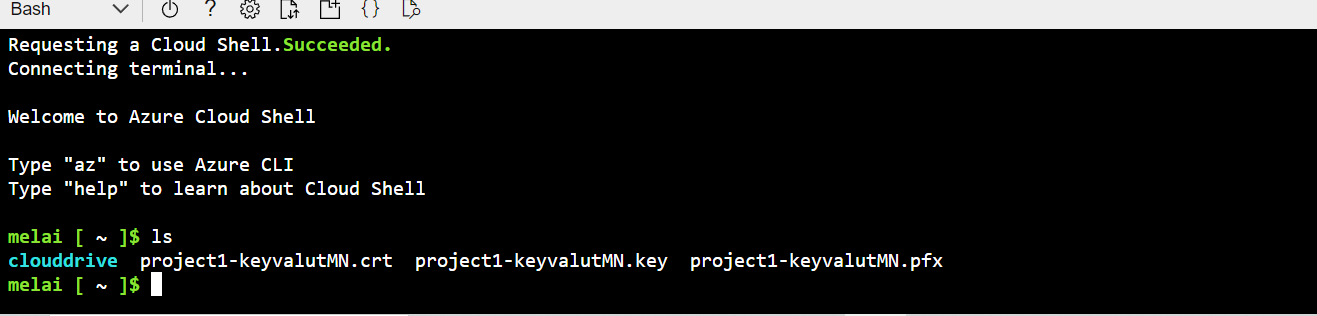 Bash
Requesting a Cloud Shell.Succeeded.
Connecting terminal...
Welcome to Azure Cloud Shell
Type "az" to use Azure CLI
Type "help" to learn about Cloud Shell
melai [ ~ ]$ ls
clouddrive  project1-keyvalutMN.crt  project1-keyvalutMN.key  project1-keyvalutMN.pfx
melai [ ~ ]$